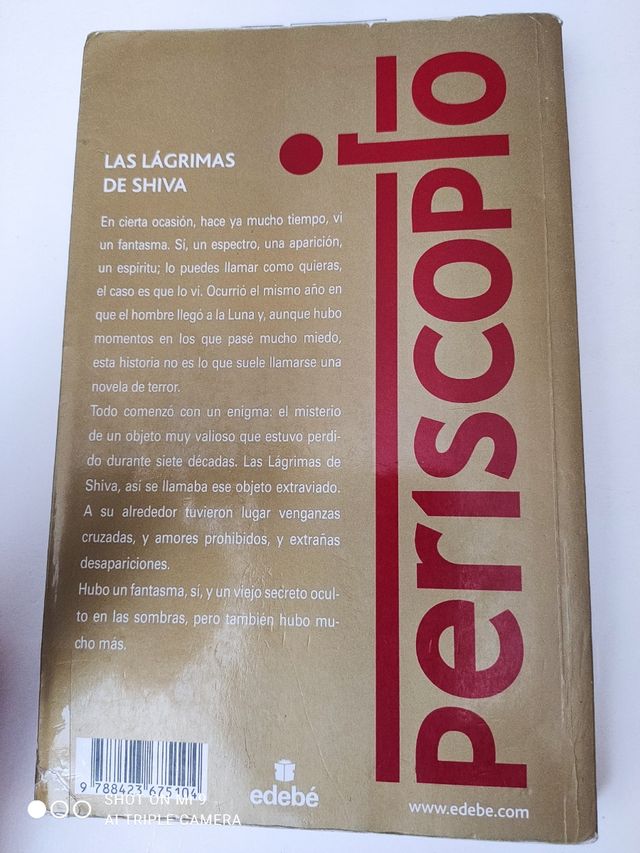 LAS LÁGRIMAS
DE SHIVA
En cierta ocasión, hace ya mucho tiempo, vi
un fantasma. Sí, un espectro, una aparición,
un espíritu; lo puedes llamar como quieras,
el caso es que lo vi. Ocurrió el mismo año en
que el hombre llegó a la Luna y, aunque hubo
momentos en los que pasé mucho miedo,
esta historia no es lo que suele llamarse una
novela de terror.
Todo comenzó con un enigma: el misterio
de un objeto muy valioso que estuvo perdi-
do durante siete décadas. Las Lágrimas de
Shiva, así se llamaba ese objeto extraviado.
A su alrededor tuvieron lugar venganzas
cruzadas, y amores prohibidos, y extrañas
desapariciones.
Hubo un fantasma, sí, y un viejo secreto ocul-
to en las sombras, pero también hubo mu-
cho más.
periscopio
9 788423 675104
edebé
www.edebe.com
SHOT ON MI 9
AI TRIPLE CAMERA